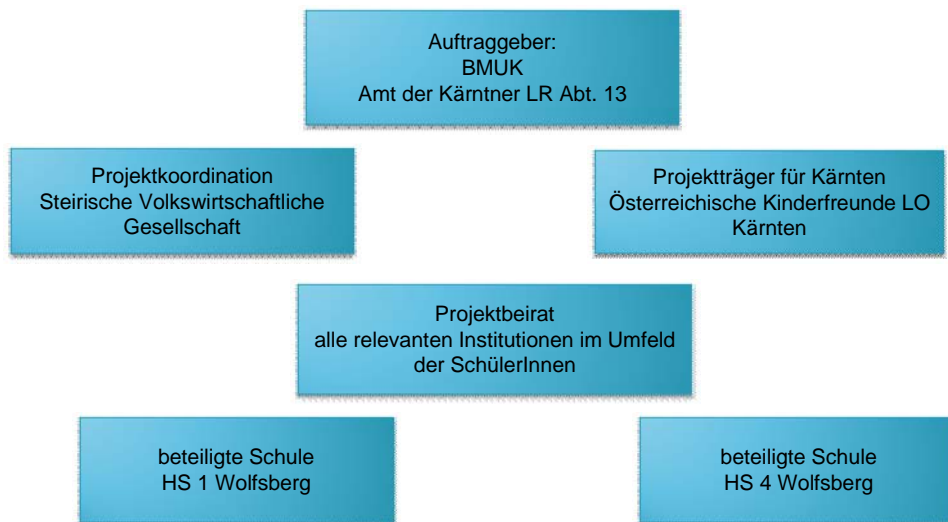 Auftraggeber:
BMUK
Amt der Kärntner LR Abt. 13
Projektkoordination
Steirische Volkswirtschaftliche
Gesellschaft
Projektträger für Kärnten
Österreichische Kinderfreunde LO
Kärnten
Projektbeirat
alle relevanten Institutionen im Umfeld
der SchülerInnen
beteiligte Schule
HS 1 Wolfsberg
beteiligte Schule
HS 4 Wolfsberg